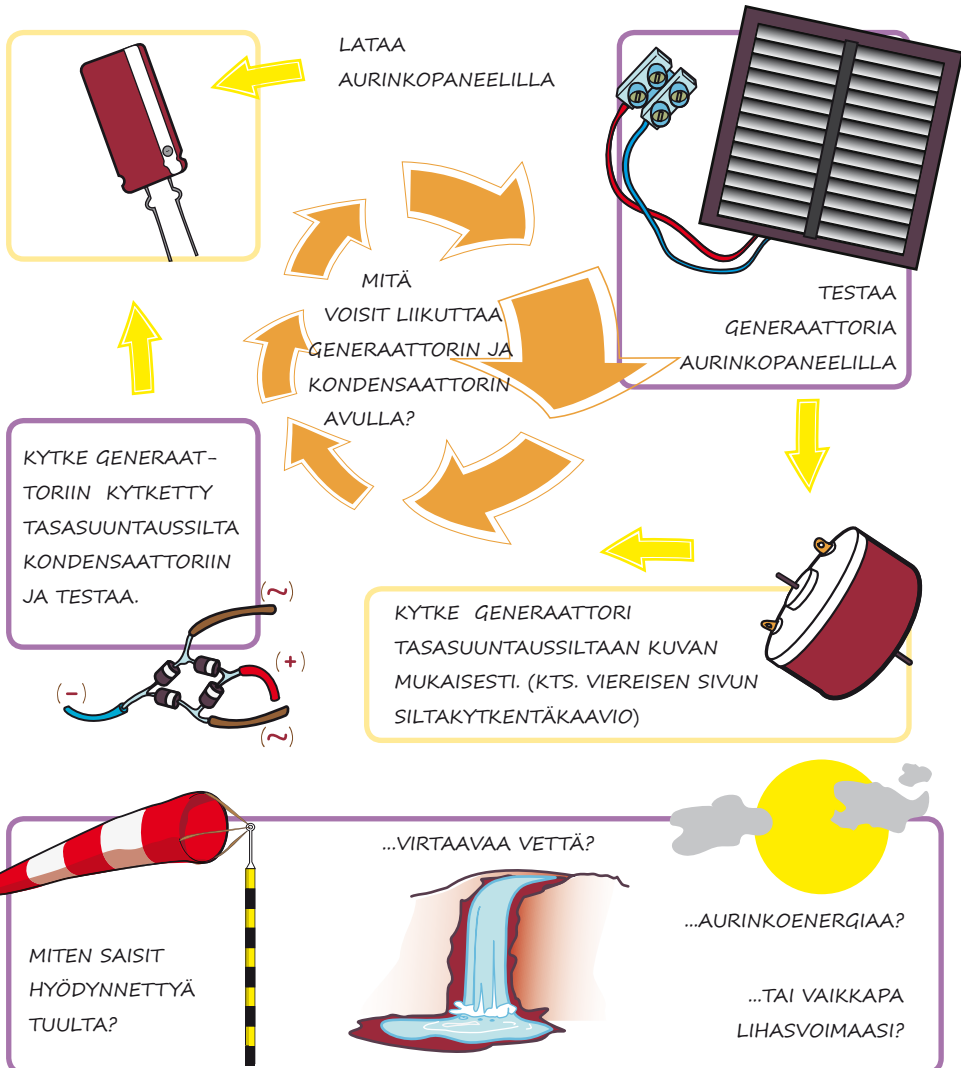 LATAA
AURINKOPANEELILLA
TESTAA
GENERAATTORIA
AURINKOPANEELILLA
MITÄ
VOISIT LIIKUTTAA
GENERAATTORIN JA
KONDENSAATTORIN
AVULLA?
KYTKE GENERAAT-
TORIIN KYTKETTY
TASASUUNTAUSSILTA
KONDENSAATTORIIN
JA TESTAA.
(~)
(+)
(-)
(~)
KYTKE GENERAATTORI
TASASUUNTAUSSILTAAN KUVAN
MUKAISESTI. (KTS. VIEREISEN SIVUN
SILTAKYTKENTÄKAAVIO)
MITEN SAISIT
HYÖDYNNETTYÄ
TUULTA?
...VIRTAAVAA VETTÄ?
...AURINKOENERGIAA?
...TAI VAIKKAPA
LIHASVOIMAASI?